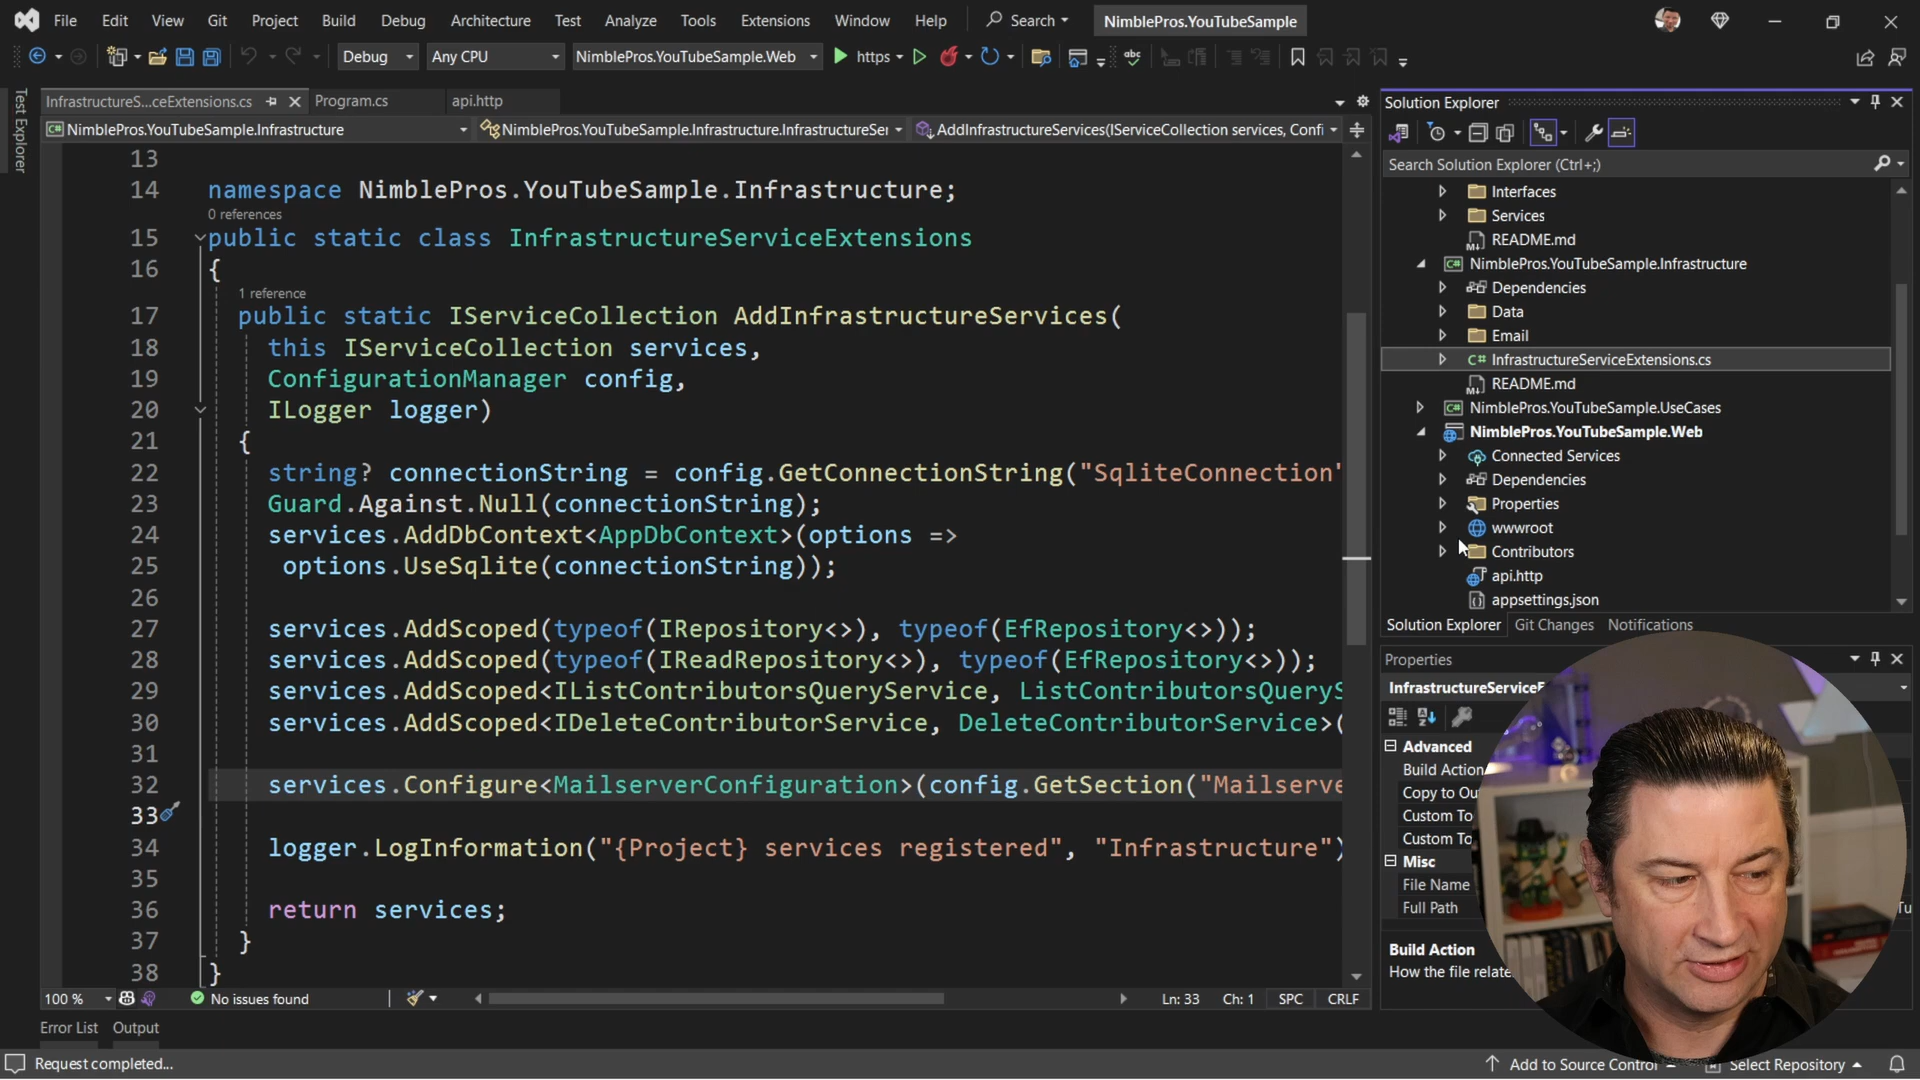 File Edit View Git Project Build Debug Architecture Test Analyze Tools Extensions Window Help Search NimblePros.YouTubeSample
Debug Any CPU NimblePros.YouTubeSample.Web https
Test Explorer
InfrastructureS...ceExtensions.cs Program.cs api.http
NimblePros.YouTubeSample.Infrastructure NimblePros.YouTubeSample.Infrastructure.InfrastructureSer AddInfrastructureServices(IServiceCollection services, Confi
13
14 namespace NimblePros.YouTubeSample.Infrastructure;
0 references
15 public static class InfrastructureServiceExtensions
16 {
1 reference
17 public static IServiceCollection AddInfrastructureServices(
18 this IServiceCollection services,
19 ConfigurationManager config,
20 ILogger logger)
21 {
22 string? connectionString = config.GetConnectionString("SqliteConnection"
23 Guard.Against.Null(connectionString);
24 services.AddDbContext<AppDbContext>(options =>
25 options.UseSqlite(connectionString));
26
27 services.AddScoped(typeof(IRepository<>), typeof(EfRepository<>));
28 services.AddScoped(typeof(IReadRepository<>), typeof(EfRepository<>));
29 services.AddScoped<IListContributorsQueryService, ListContributorsQueryS
30 services.AddScoped<IDeleteContributorService, DeleteContributorService>(
31
32 services.Configure<MailserverConfiguration>(config.GetSection("Mailserve
33
34 logger.LogInformation("{Project} services registered", "Infrastructure")
35
36 return services;
37 }
38 }
100 % No issues found Ln: 33 Ch: 1 SPC CRLF
Error List Output
Request completed...
Solution Explorer
Search Solution Explorer (Ctrl+;)
Interfaces
Services
README.md
NimblePros.YouTubeSample.Infrastructure
Dependencies
Data
Email
InfrastructureServiceExtensions.cs
README.md
NimblePros.YouTubeSample.UseCases
NimblePros.YouTubeSample.Web
Connected Services
Dependencies
Properties
wwwroot
Contributors
api.http
appsettings.json
Solution Explorer Git Changes Notifications
Properties
InfrastructureServiceE
Advanced
Build Action
Copy to Ou
Custom To
Custom To
Misc
File Name
Full Path
Build Action
How the file relate
Add to Source Control Select Repository